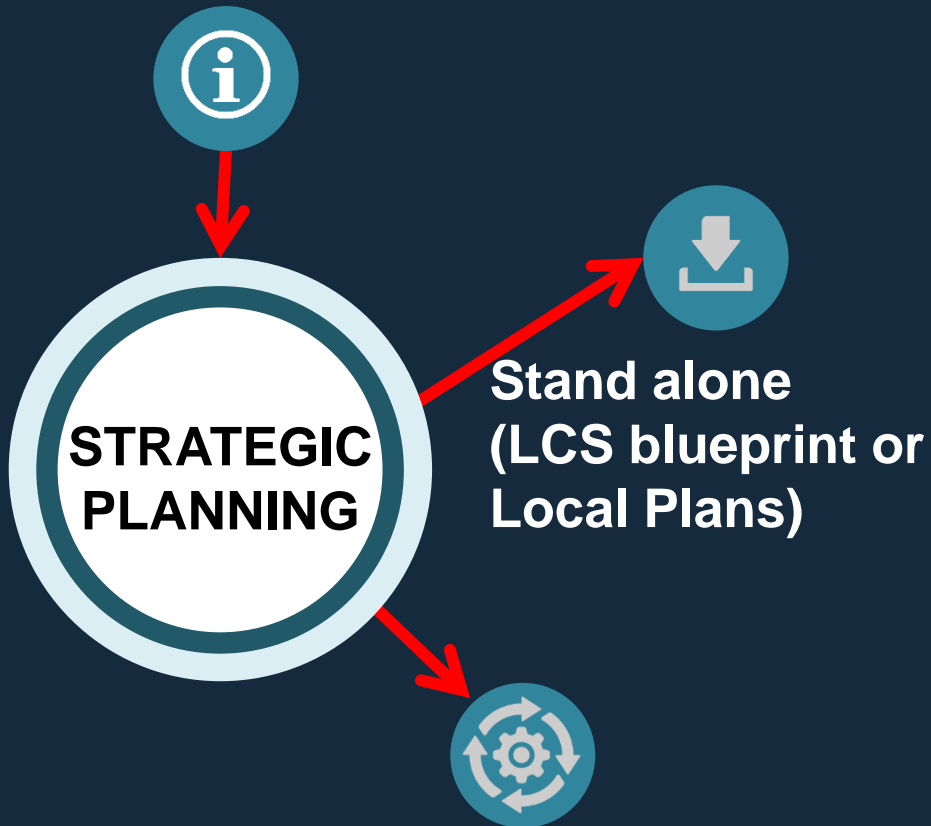 STRATEGIC
PLANNING
Stand alone
(LCS blueprint or
Local Plans)